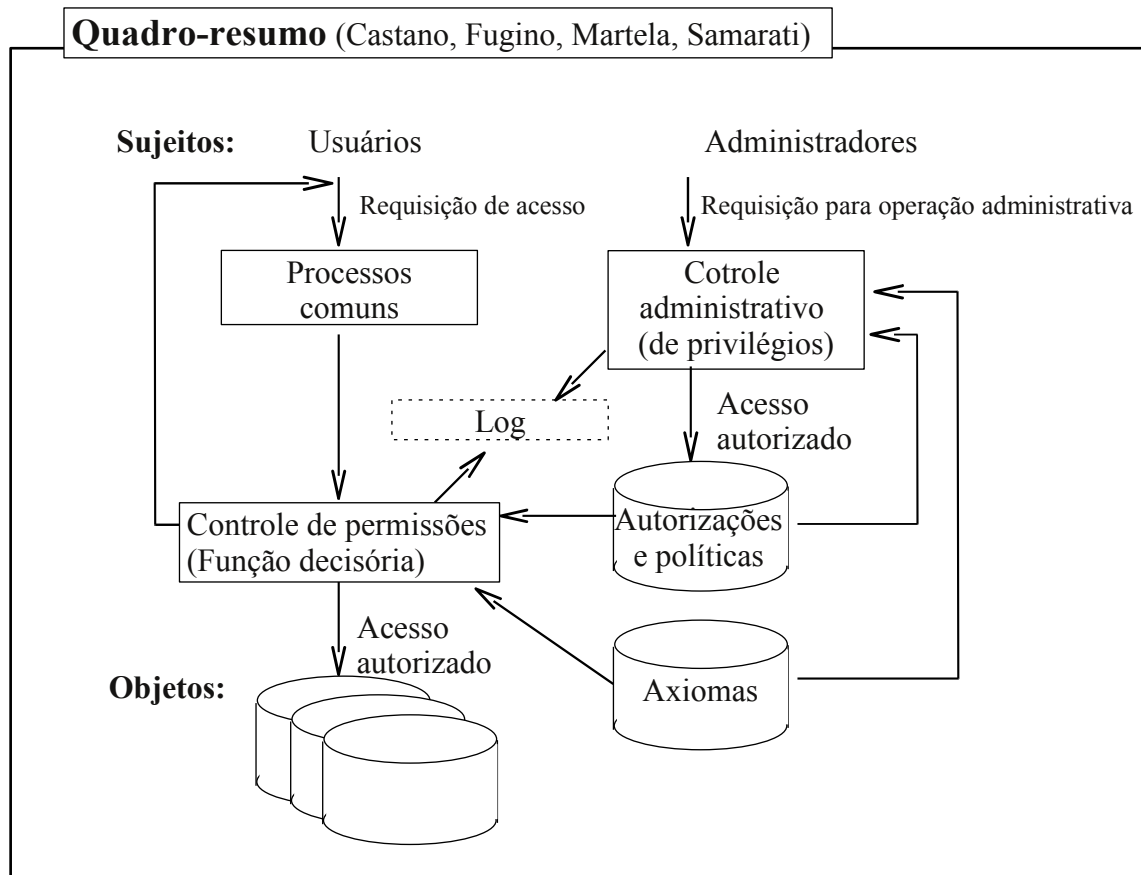 Quadro-resumo (Castano, Fugino, Martela, Samarati)
Sujeitos: Usuários Administradores
Requisição de acesso
Requisição para operação administrativa
Processos
comuns
Cotrole
administrativo
(de privilégios)
Log
Acesso
autorizado
Controle de permissões
(Função decisória)
Autorizações
e políticas
Acesso
autorizado
Objetos:
Axiomas